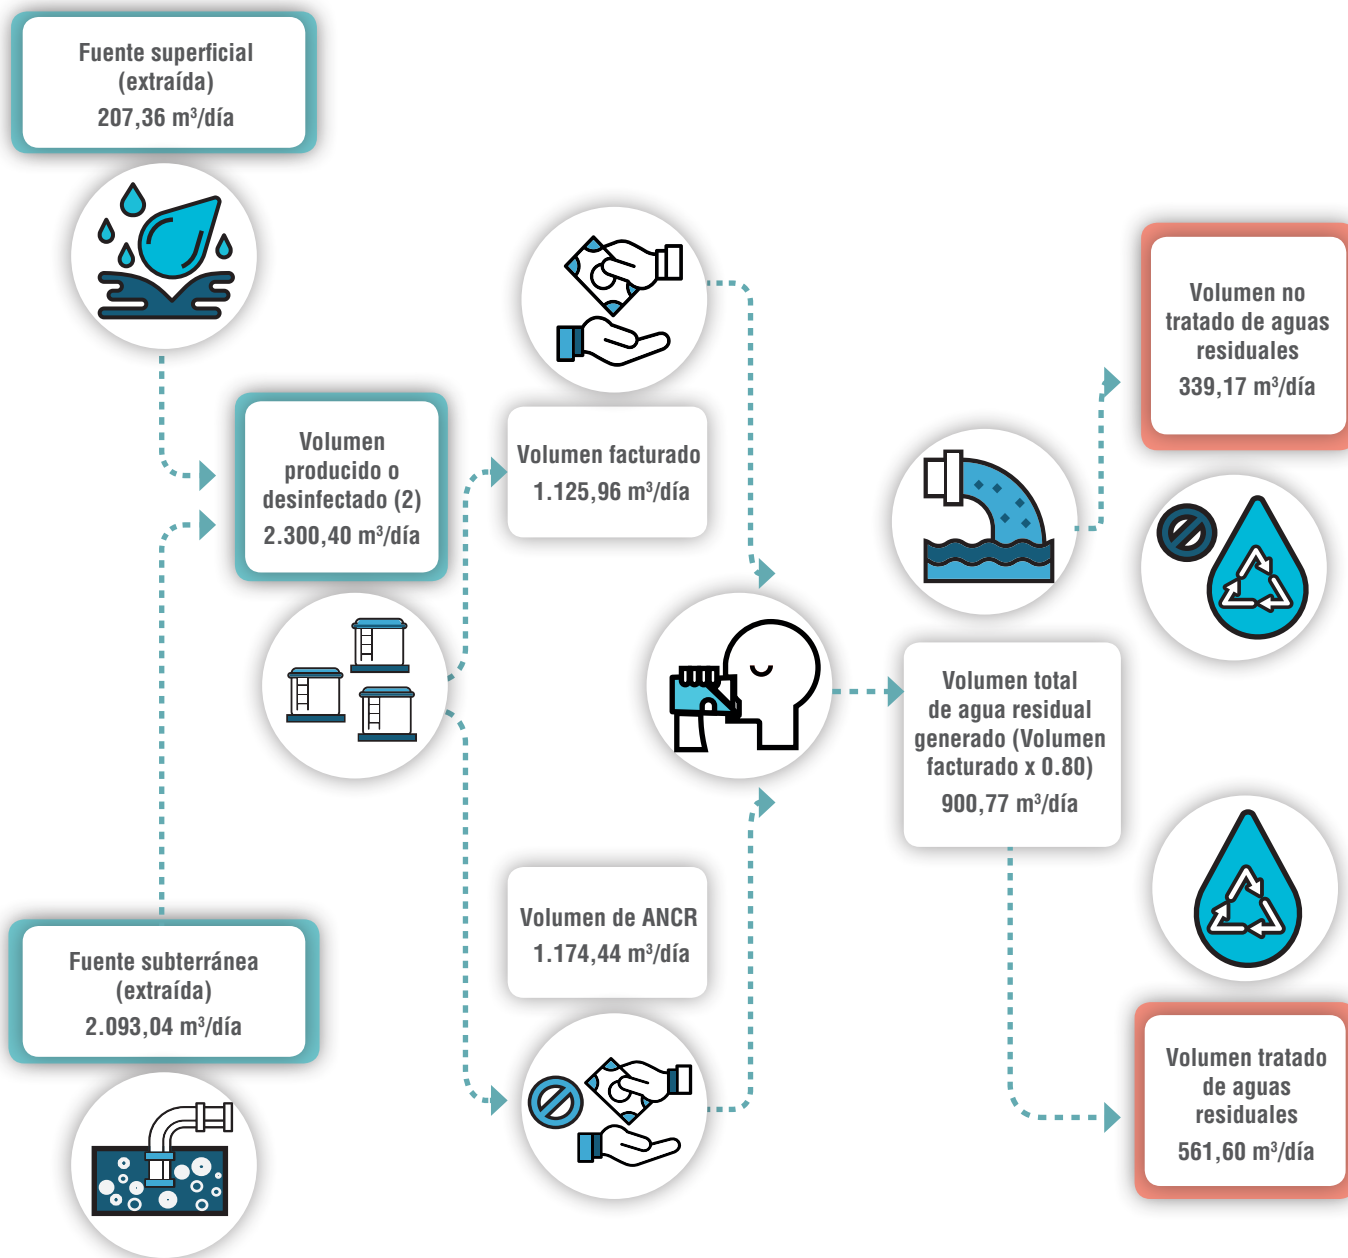 Fuente superficial
(extraída)
207,36 m³/día
Fuente subterránea
(extraída)
2.093,04 m³/día
Volumen
producido o
desinfectado (2)
2.300,40 m³/día
Volumen facturado
1.125,96 m³/día
Volumen de ANCR
1.174,44 m³/día
Volumen total
de agua residual
generado (Volumen
facturado x 0.80)
900,77 m³/día
Volumen no
tratado de aguas
residuales
339,17 m³/día
Volumen tratado
de aguas
residuales
561,60 m³/día